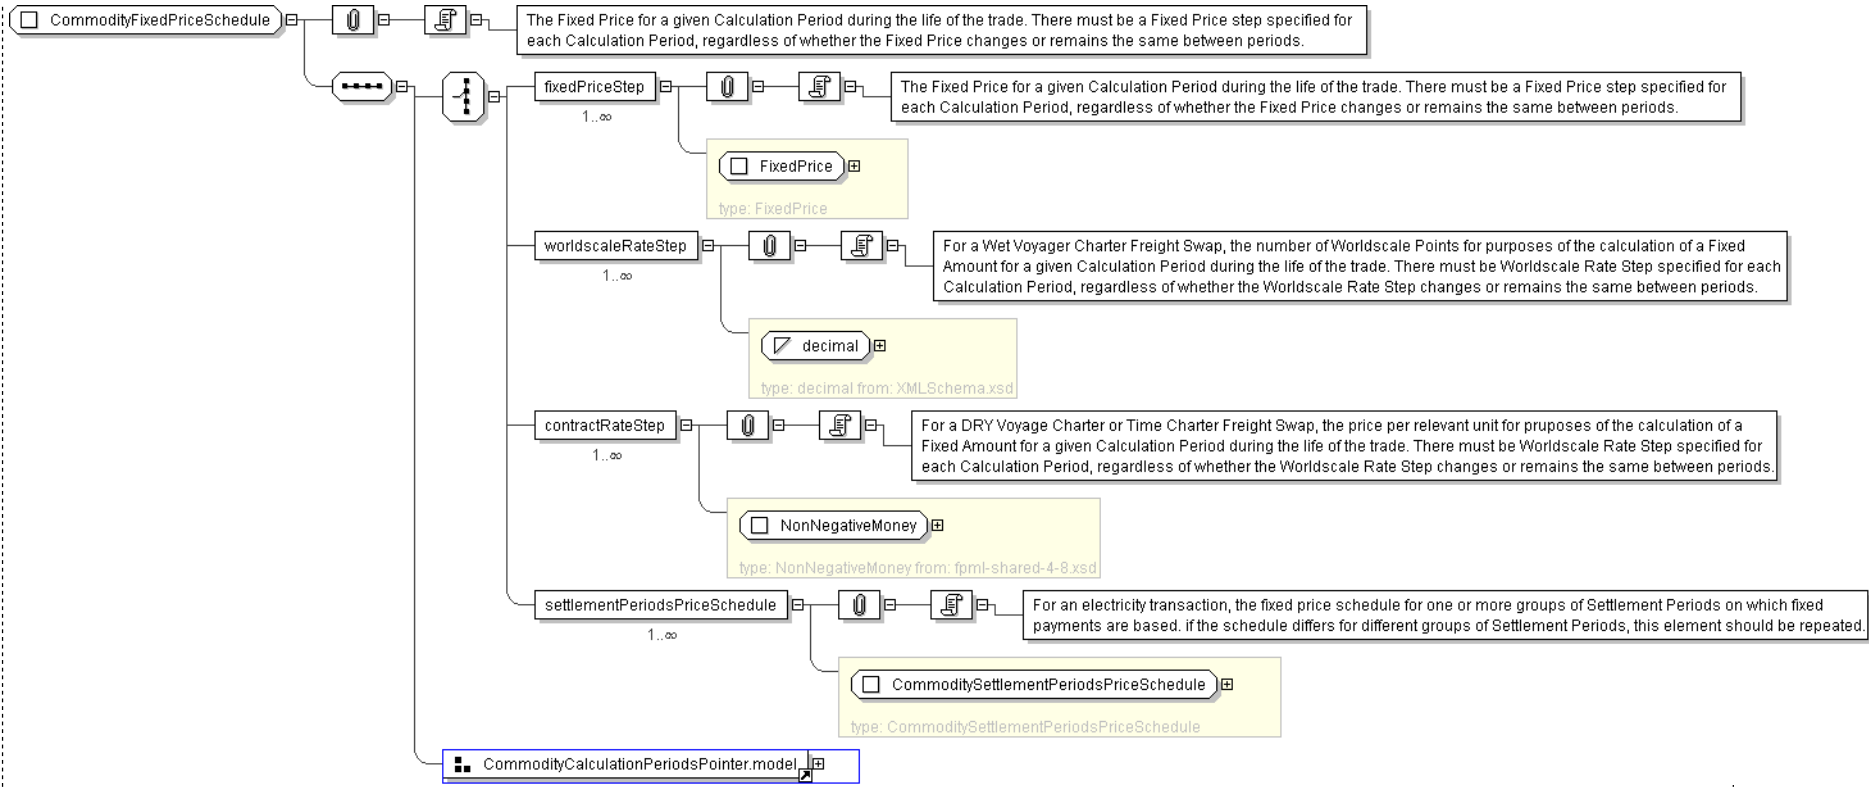 CommodityFixedPriceSchedule
The Fixed Price for a given Calculation Period during the life of the trade. There must be a Fixed Price step specified for
each Calculation Period, regardless of whether the Fixed Price changes or remains the same between periods.
fixedPriceStep
1..∞
The Fixed Price for a given Calculation Period during the life of the trade. There must be a Fixed Price step specified for
each Calculation Period, regardless of whether the Fixed Price changes or remains the same between periods.
FixedPrice
type: FixedPrice
worldscaleRateStep
1..∞
For a Wet Voyager Charter Freight Swap, the number of Worldscale Points for purposes of the calculation of a Fixed
Amount for a given Calculation Period during the life of the trade. There must be Worldscale Rate Step specified for each
Calculation Period, regardless of whether the Worldscale Rate Step changes or remains the same between periods.
decimal
type: decimal from: XMLSchema.xsd
contractRateStep
1..∞
For a DRY Voyage Charter or Time Charter Freight Swap, the price per relevant unit for pruposes of the calculation of a
Fixed Amount for a given Calculation Period during the life of the trade. There must be Worldscale Rate Step specified for
each Calculation Period, regardless of whether the Worldscale Rate Step changes or remains the same between periods.
NonNegativeMoney
type: NonNegativeMoney from: fpml-shared-4-8.xsd
settlementPeriodsPriceSchedule
1..∞
For an electricity transaction, the fixed price schedule for one or more groups of Settlement Periods on which fixed
payments are based. if the schedule differs for different groups of Settlement Periods, this element should be repeated.
CommoditySettlementPeriodsPriceSchedule
type: CommoditySettlementPeriodsPriceSchedule
CommodityCalculationPeriodsPointer.model